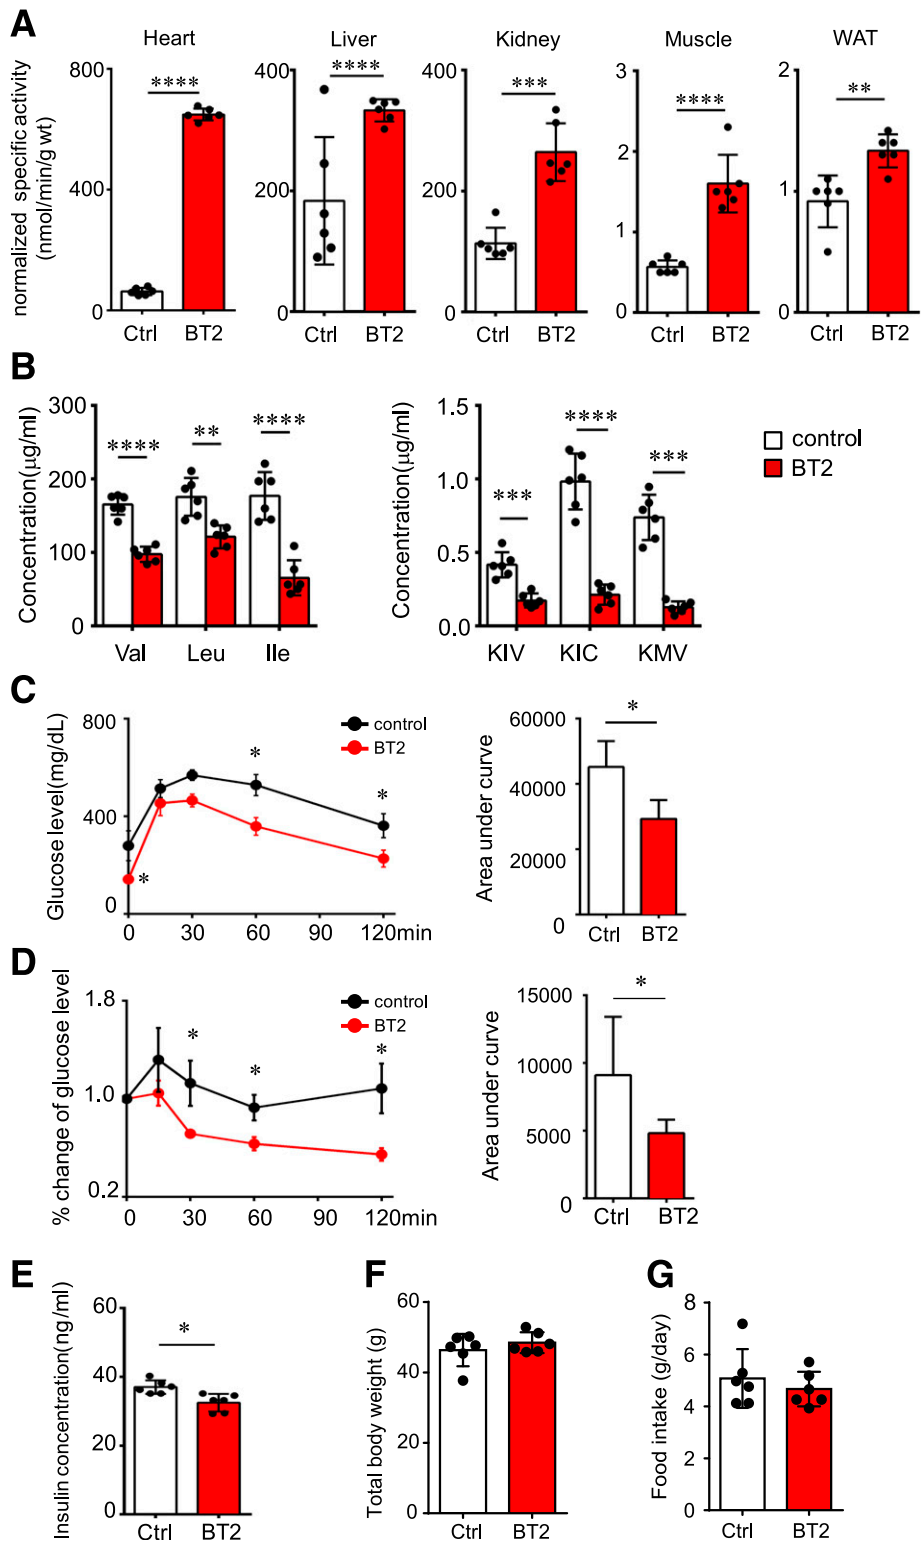 A
Heart Liver Kidney Muscle WAT
normalized specific activity
(nmol/min/g wt)
800 400 400 3 2
**** **** *** **** **
400 200 200 2 1
1
0 0 0 0 0
Ctrl BT2 Ctrl BT2 Ctrl BT2 Ctrl BT2 Ctrl BT2
B
Concentration(μg/ml)
300
200
100
0
**** ** ****
Val Leu Ile
Concentration(μg/ml)
1.5
1.0
0.5
0.0
*** **** ***
KIV KIC KMV
control
BT2
C
Glucose level(mg/dL)
800
400
0
control
BT2
* * *
0 30 60 90 120min
Area under curve
60000
40000
20000
0
*
Ctrl BT2
D
% change of glucose level
1.8
1.0
0.2
control
BT2
* * *
0 30 60 90 120min
Area under curve
15000
10000
5000
0
*
Ctrl BT2
E
Insulin concentration(ng/ml)
60
40
20
0
*
Ctrl BT2
F
Total body weight (g)
60
40
20
0
Ctrl BT2
G
Food intake (g/day)
8
6
4
2
0
Ctrl BT2